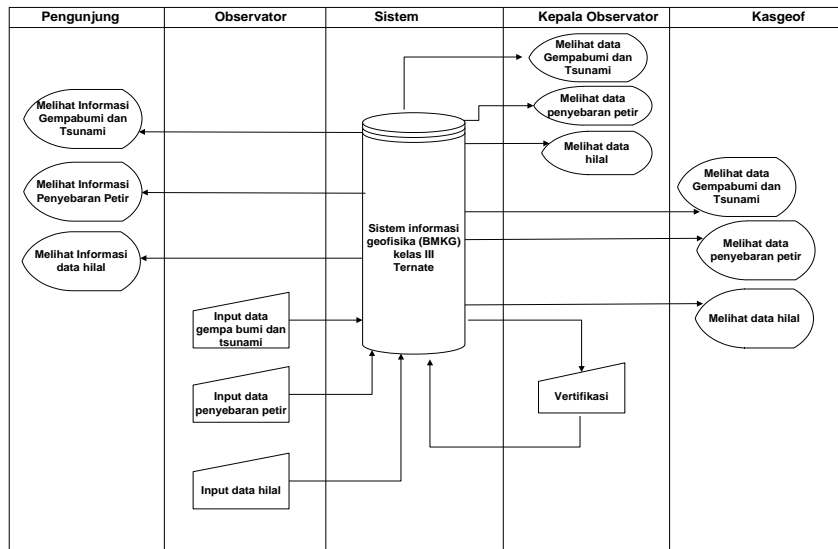 Pengunjung
Observator
Sistem
Kepala Observator
Kasgeof
Melihat Informasi
Gempabumi dan
Tsunami
Melihat Informasi
Penyebaran Petir
Melihat Informasi
data hilal
Input data
gempa bumi dan
tsunami
Input data
penyebaran petir
Input data hilal
Sistem informasi
geofisika (BMKG)
kelas III
Ternate
Melihat data
Gempabumi dan
Tsunami
Melihat data
penyebaran petir
Melihat data
hilal
Vertifikasi
Melihat data
Gempabumi dan
Tsunami
Melihat data
penyebaran petir
Melihat data hilal